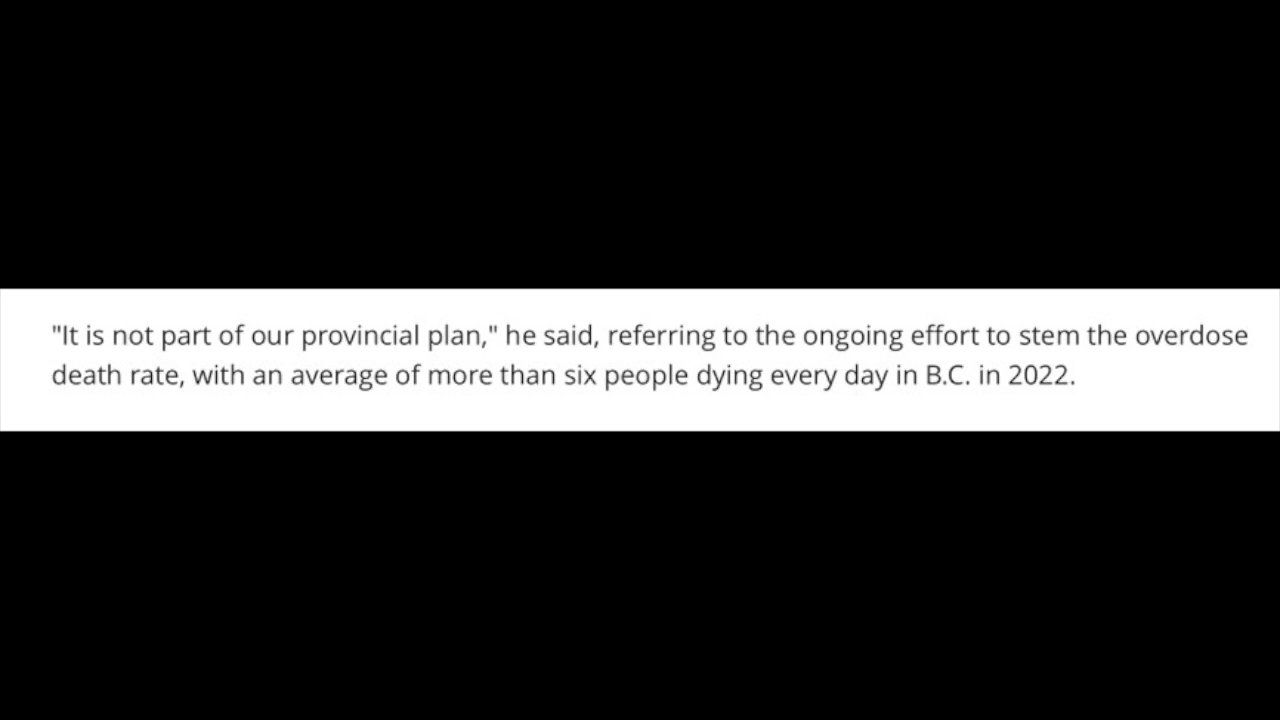 "It is not part of our provincial plan," he said, referring to the ongoing effort to stem the overdose
death rate, with an average of more than six people dying every day in B.C. in 2022.